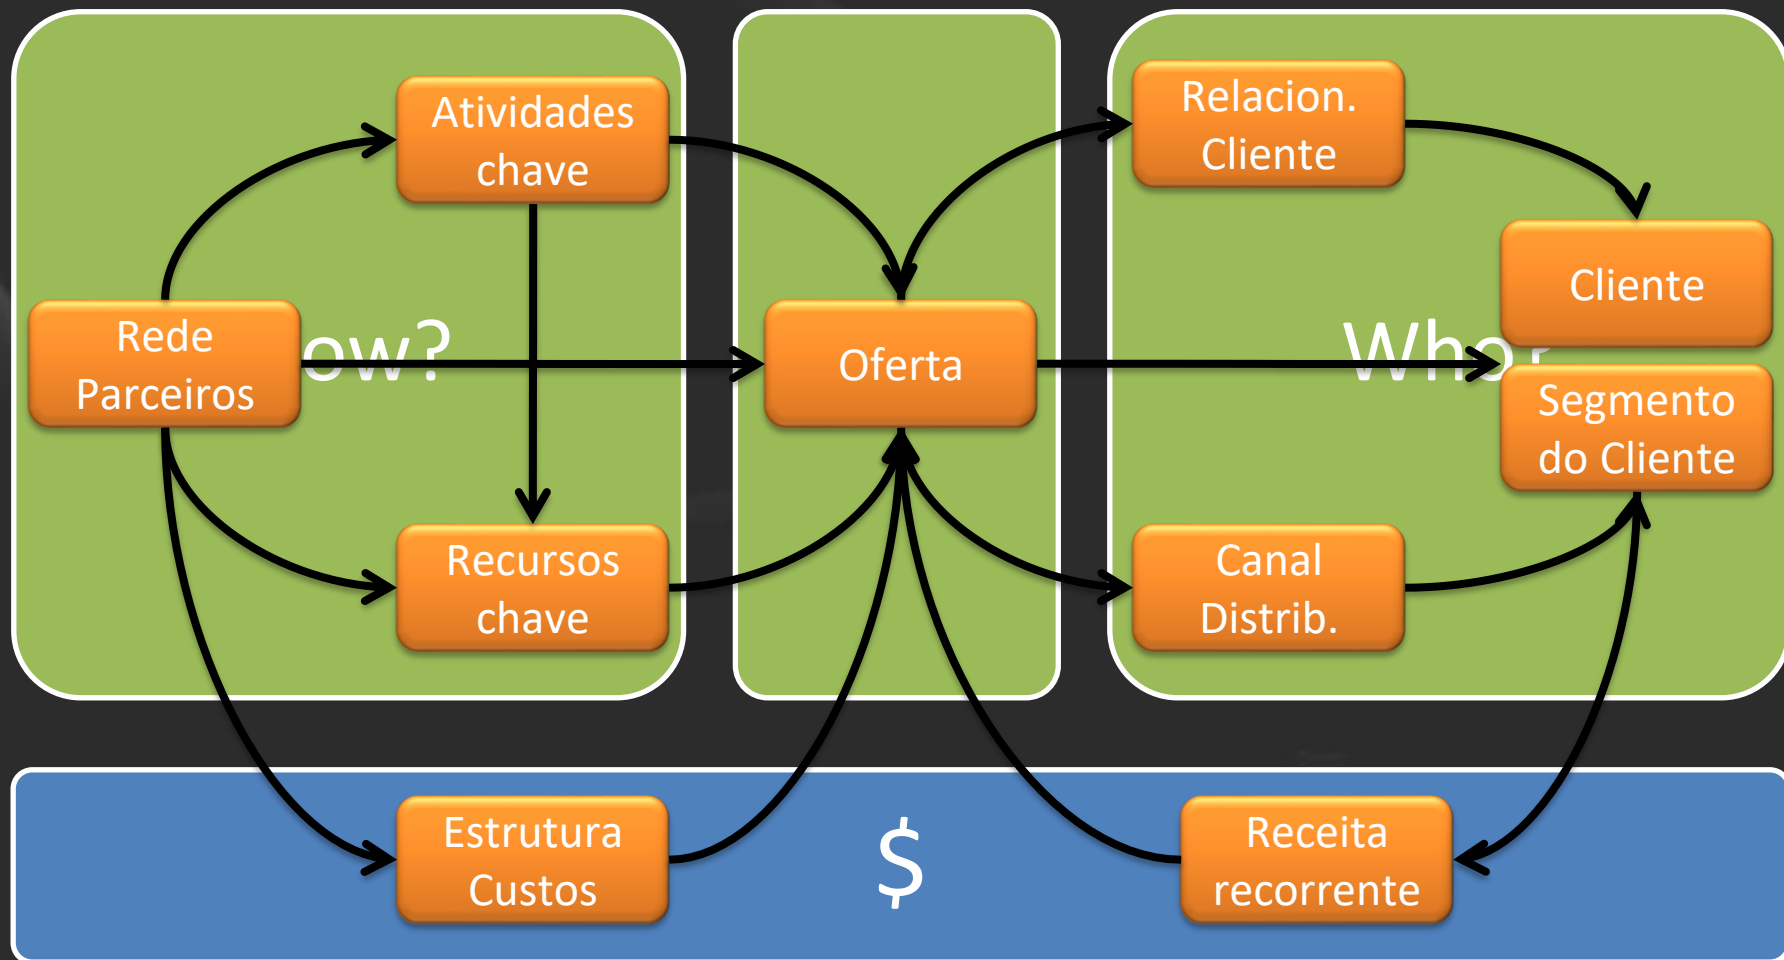 Atividades
chave
Relacion.
Cliente
Cliente
Rede
Parceiros
ow?
Oferta
Who?
Segmento
do Cliente
Recursos
chave
Canal
Distrib.
Estrutura
Custos
$
Receita
recorrente